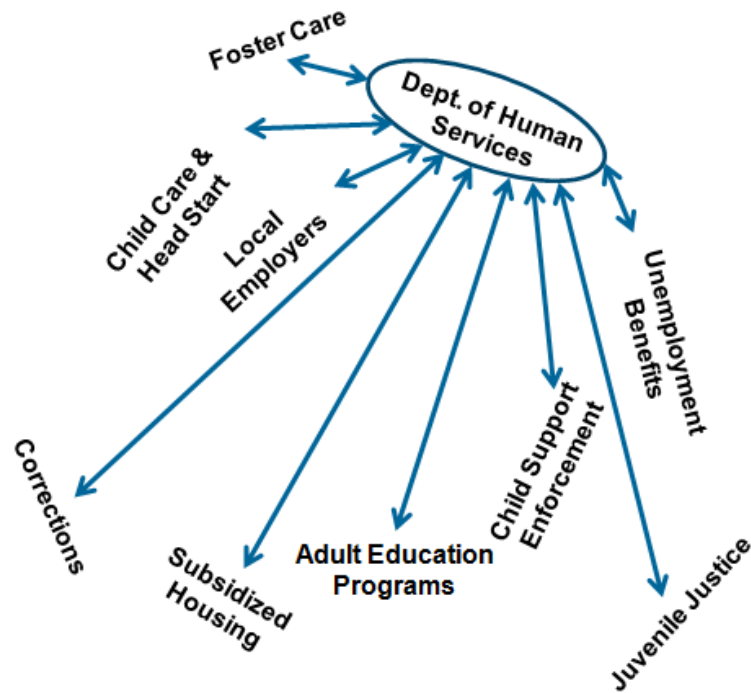 Foster Care
Dept. of Human
Services
Child Care &
Head Start
Local
Employers
Unemployment
Benefits
Corrections
Subsidized
Housing
Adult Education
Programs
Child Support
Enforcement
Juvenile Justice